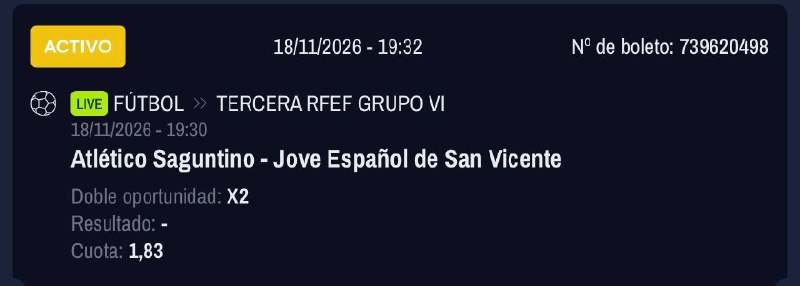 ACTIVO 18/11/2026 - 19:32 Nº de boleto: 739620498
LIVE FÚTBOL >> TERCERA RFEF GRUPO VI
18/11/2026 - 19:30
Atlético Saguntino - Jove Español de San Vicente
Doble oportunidad: X2
Resultado: -
Cuota: 1,83